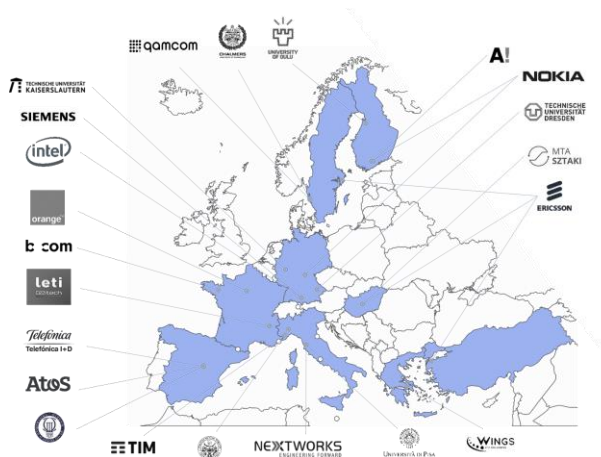 qamcom
CHALMERS
UNIVERSITY
OF OULU
A!
NOKIA
TECHNISCHE UNIVERSITÄT
KAISERSLAUTERN
SIEMENS
intel
orange
b com
leti
Telefónica
Telefónica I+D
Atos
TECHNISCHE
UNIVERSITÄT
DRESDEN
MTA
SZTAKI
ERICSSON
TIM
NEXTWORKS
ENGINEERING FORWARD
UNIVERSITÀ DI PISA
WINGS